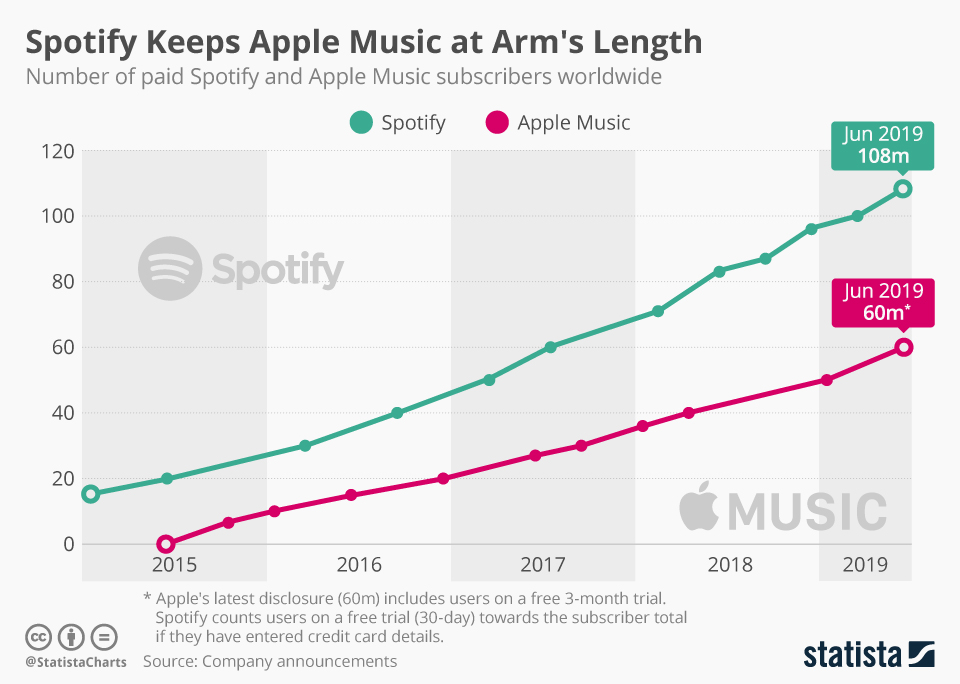 Spotify Keeps Apple Music at Arm's Length
Number of paid Spotify and Apple Music subscribers worldwide
Spotify
Apple Music
Jun 2019
108m
120
100
80
60
40
20
0
Spotify
Jun 2019
60m*
MUSIC
2015
2016
2017
2018
2019
* Apple's latest disclosure (60m) includes users on a free 3-month trial.
Spotify counts users on a free trial (30-day) towards the subscriber total
if they have entered credit card details.
cc
@StatistaCharts
Source: Company announcements
statista